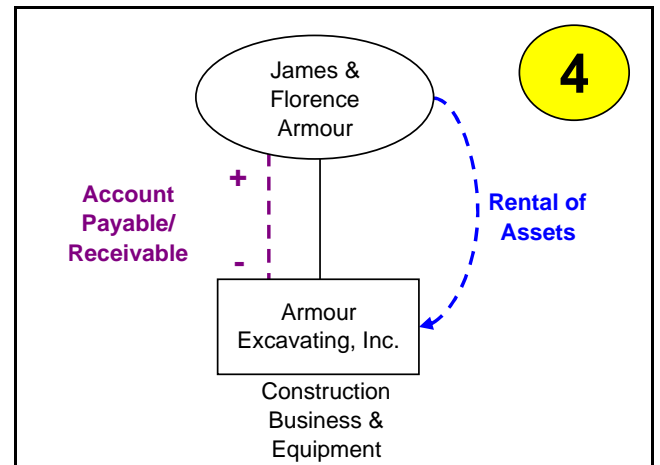 James &
Florence
Armour
4
+
Account
Payable/
Receivable
-
Rental of
Assets
Armour
Excavating, Inc.
Construction
Business &
Equipment